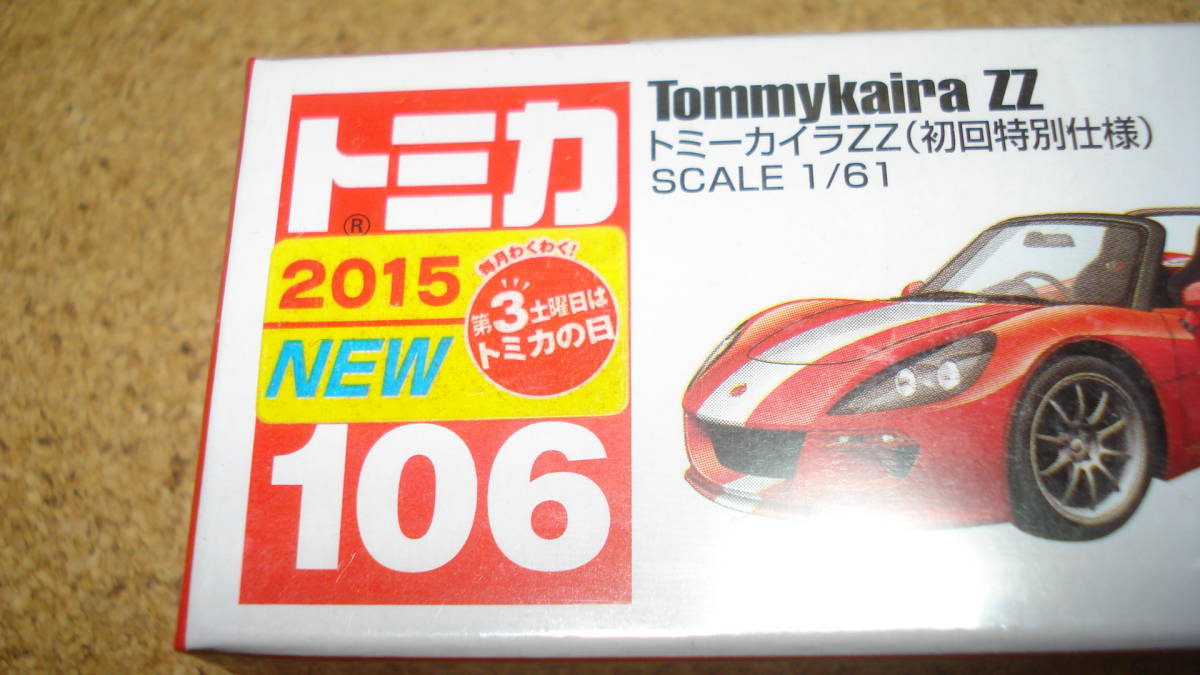 トミカ
®
2015
NEW
毎月わくわく!
第3土曜日は
トミカの日
106
Tommykaira ZZ
トミーカイラZZ(初回特別仕様)
SCALE 1/61